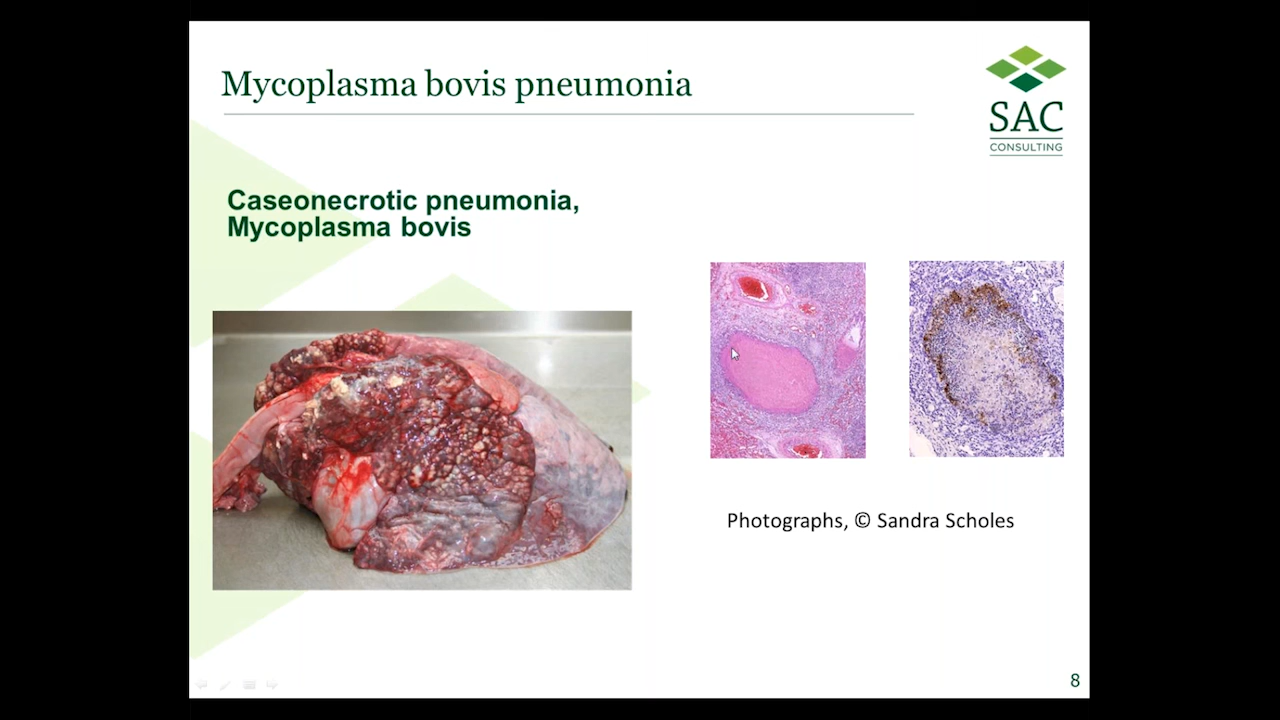 Mycoplasma bovis pneumonia
SAC
CONSULTING
Caseonecrotic pneumonia,
Mycoplasma bovis
Photographs, © Sandra Scholes
8